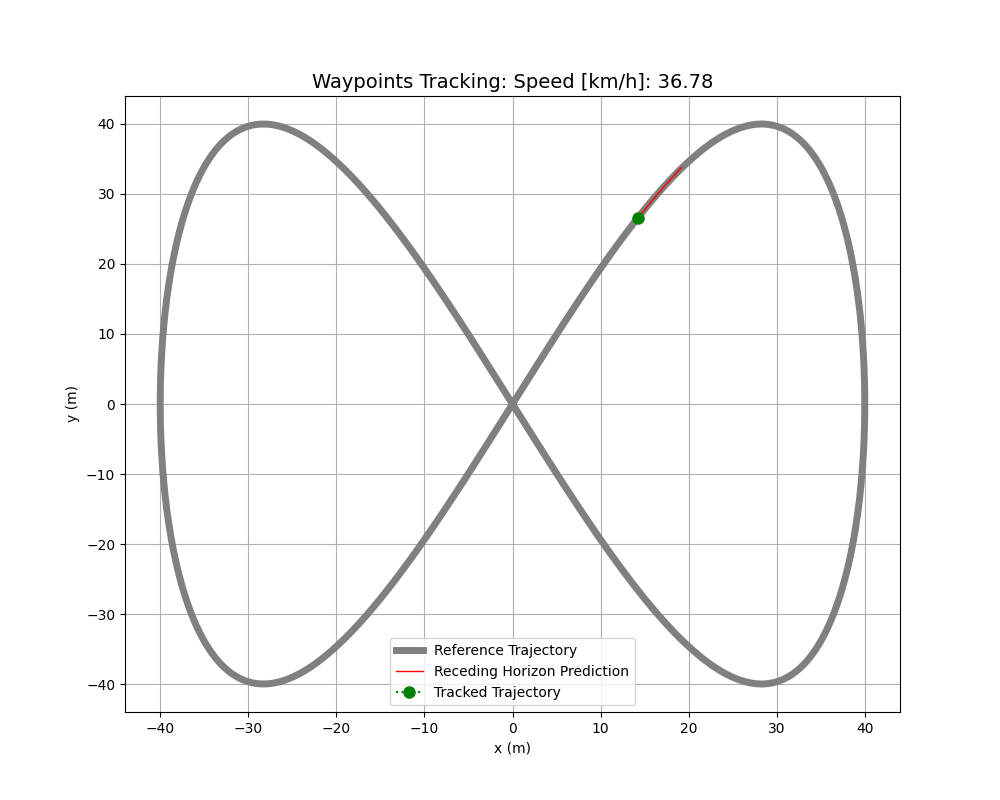 Waypoints Tracking: Speed [km/h]: 36.78
40
30
20
10
0
−10
−20
−30
−40
y (m)
Reference Trajectory
Receding Horizon Prediction
Tracked Trajectory
−40 −30 −20 −10 0 10 20 30 40
x (m)